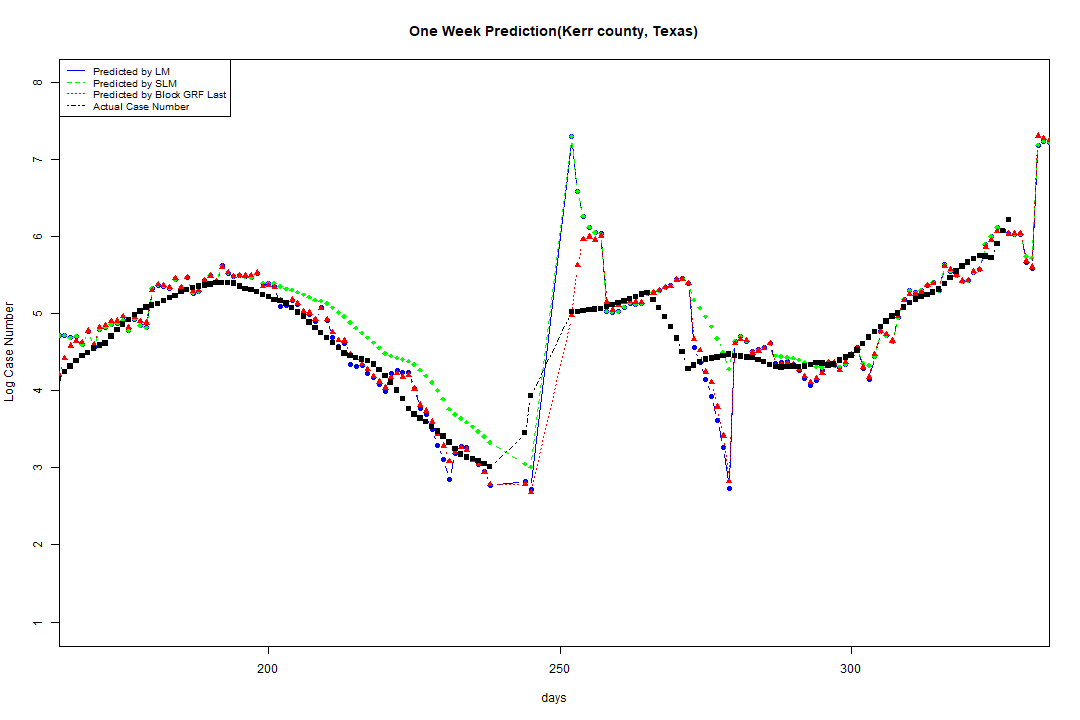 One Week Prediction(Kerr county, Texas)
Predicted by LM
Predicted by SLM
Predicted by Block GRF Last
Actual Case Number
8
7
6
5
4
3
2
1
Log Case Number
200
250
300
days